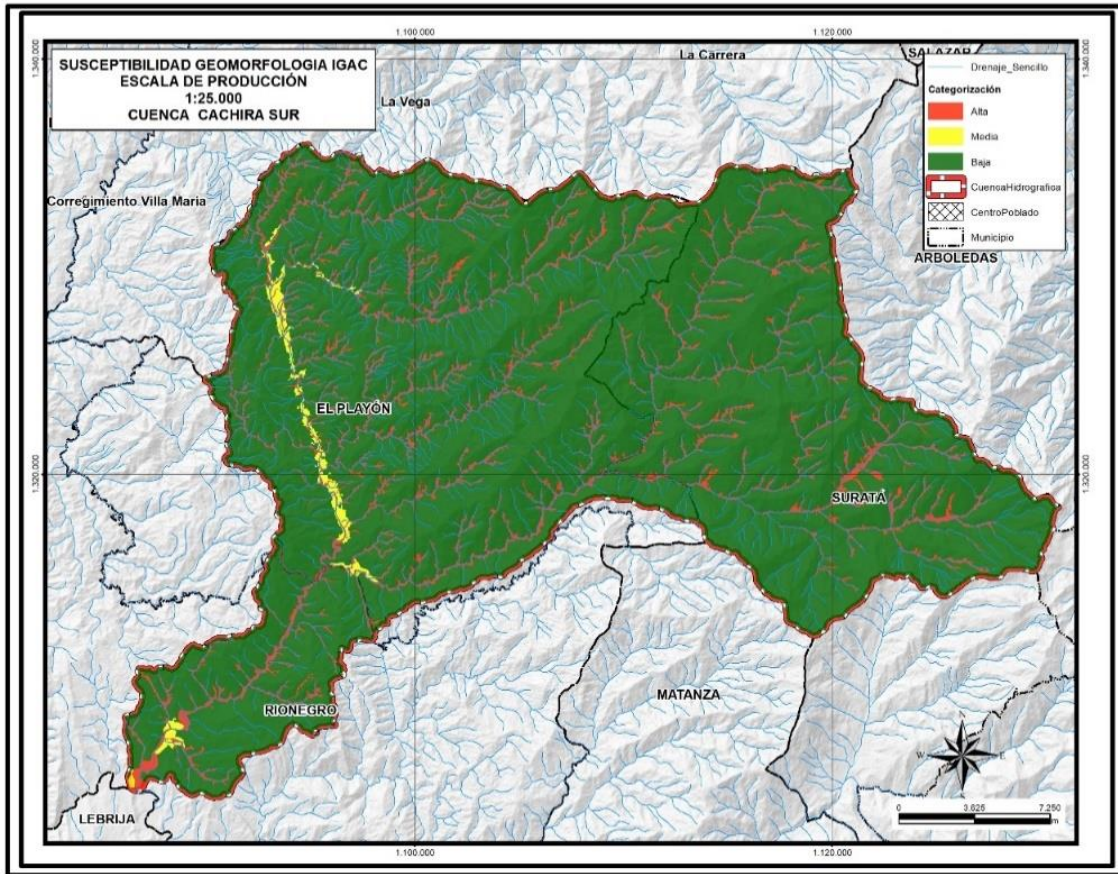 SUSCEPTIBILIDAD GEOMORFOLOGIA IGAC
ESCALA DE PRODUCCIÓN
1:25.000
CUENCA CACHIRA SUR
1.100.000
1.120.000
1.340.000
1.340.000
La Carrera
SALAZAR
La Vega
Drenaje_Sencillo
Categorización
Alta
Media
Baja
CuencaHidrografica
CentroPoblado
Municipio
Corregimiento Villa Maria
ARBOLEDAS
EL PLAYÓN
1.320.000
1.320.000
SURATÁ
MATANZA
RIONEGRO
LEBRIJA
N
W
E
S
0
3.625
7.250
m
1.100.000
1.120.000